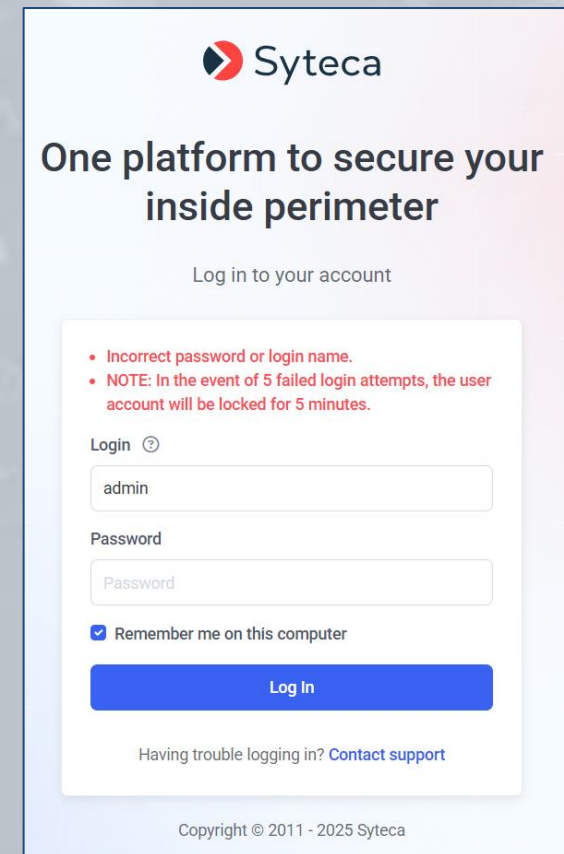 Syteca
One platform to secure your
inside perimeter
Log in to your account
Incorrect password or login name.
NOTE: In the event of 5 failed login attempts, the user
account will be locked for 5 minutes.
Login ?
admin
Password
Password
Remember me on this computer
Log In
Having trouble logging in? Contact support
Copyright © 2011 - 2025 Syteca